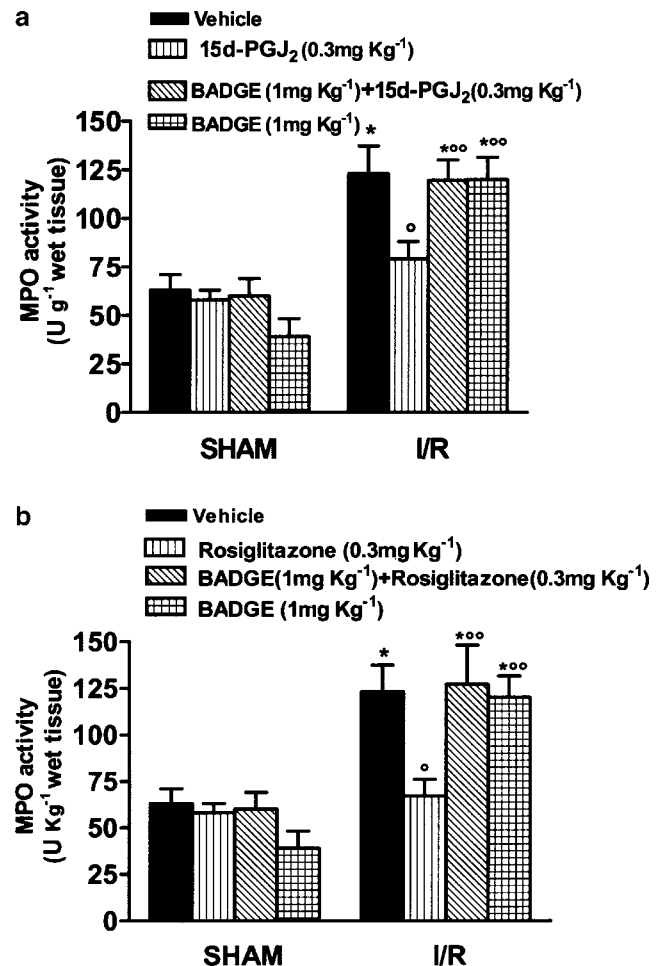 a
Vehicle
15d-PGJ₂ (0.3mg Kg⁻¹)
BADGE (1mg Kg⁻¹)+15d-PGJ₂(0.3mg Kg⁻¹)
BADGE (1mg Kg⁻¹)
MPO activity
(U g⁻¹ wet tissue)
150
125
100
75
50
25
0
* ° *°° *°°
SHAM I/R
b
Vehicle
Rosiglitazone (0.3mg Kg⁻¹)
BADGE(1mg Kg⁻¹)+Rosiglitazone(0.3mg Kg⁻¹)
BADGE (1mg Kg⁻¹)
MPO activity
(U Kg⁻¹ wet tissue)
150
125
100
75
50
25
0
* ° *°° *°°
SHAM I/R